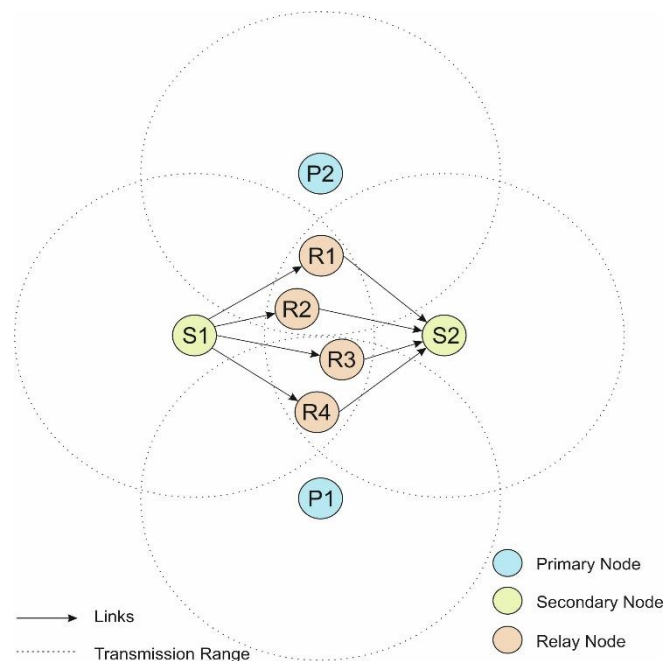 P2
R1
R2
S1
S2
R3
R4
P1
Primary Node
Secondary Node
Links
Relay Node
Transmission Range